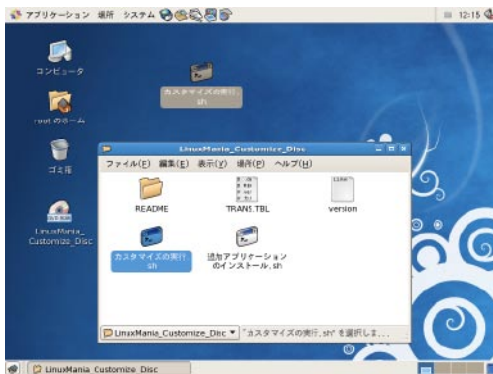 アプリケーション 場所 システム
12:15
コンピュータ
root のホーム
ゴミ箱
LinuxMania_
Customize_Disc
カスタマイズの実行.
sh
LinuxMania_Customize_Disc
ファイル(F) 編集(E) 表示(V) 場所(P) ヘルプ(H)
README
TRANS.TBL
version
カスタマイズの実行.
sh
追加アプリケーション
のインストール.sh
LinuxMania_Customize_Disc
"カスタマイズの実行.sh" を選択しま...
LinuxMania_Customize_Disc